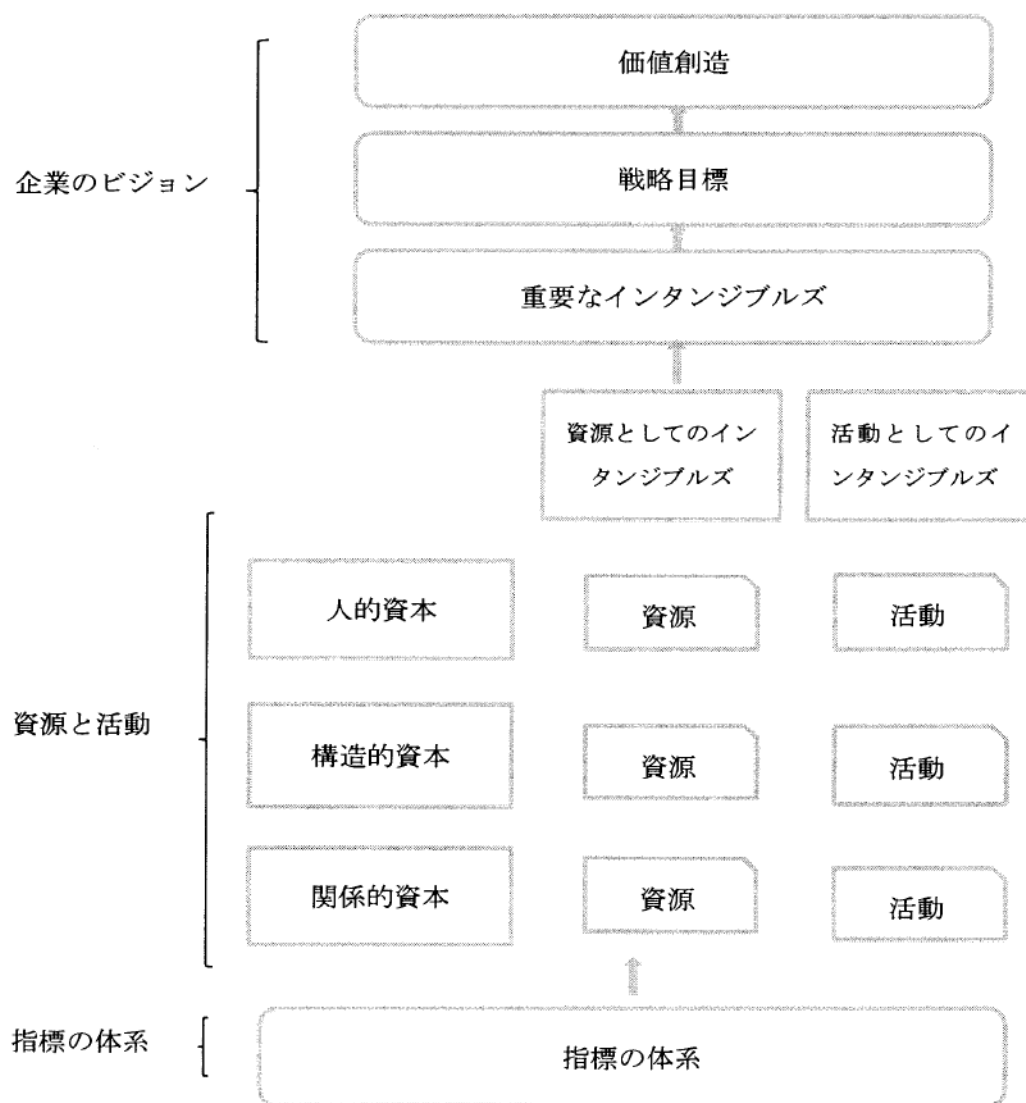 価値創造
企業のビジョン
戦略目標
重要なインタンジブルズ
資源としてのイン
タンジブルズ
活動としてのイ
ンタンジブルズ
人的資本
資源
活動
資源と活動
構造的資本
資源
活動
関係的資本
資源
活動
指標の体系
指標の体系